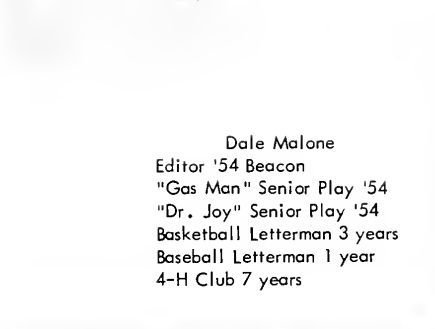 Dale Malone
Editor '54 Beacon
"Gas Man" Senior Play '54
"Dr. Joy" Senior Play '54
Basketball Letterman 3 years
Baseball Letterman 1 year
4-H Club 7 years